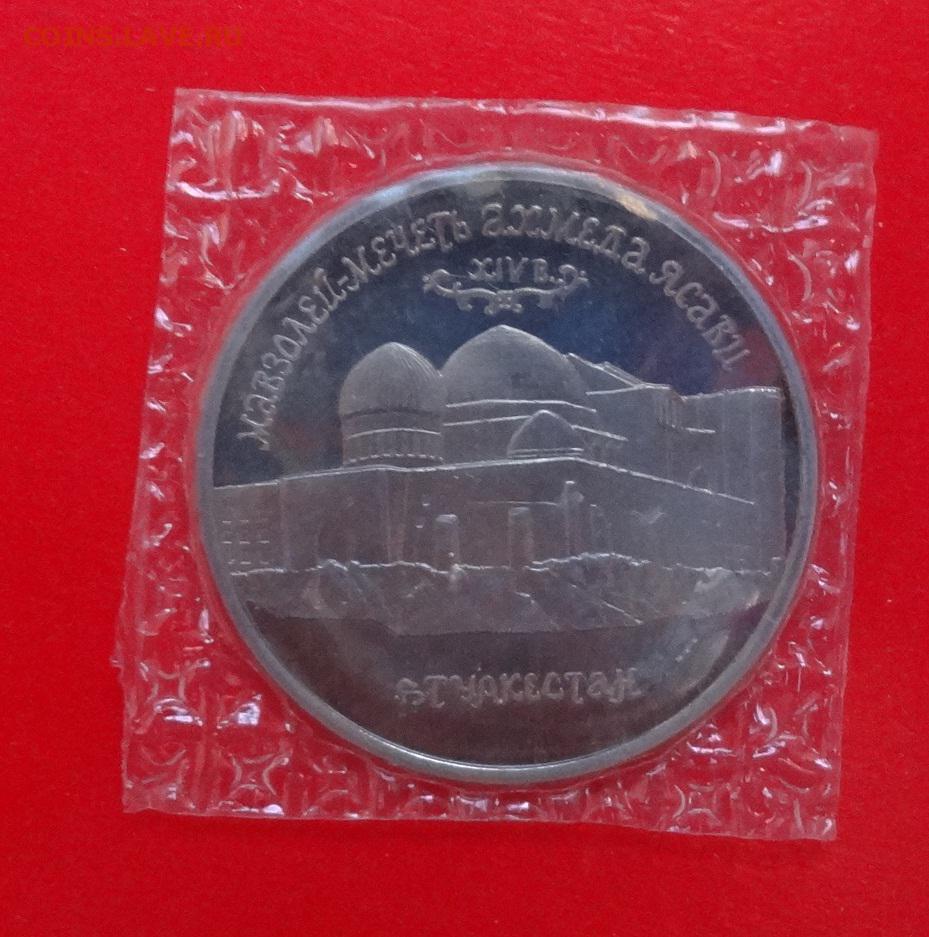 COINS.LAVE.RU
МАВЗОЛЕЙ-МЕЧЕТЬ АХМЕДА ЯСАВИ
XIV В.
Г.ТУРКЕСТАН